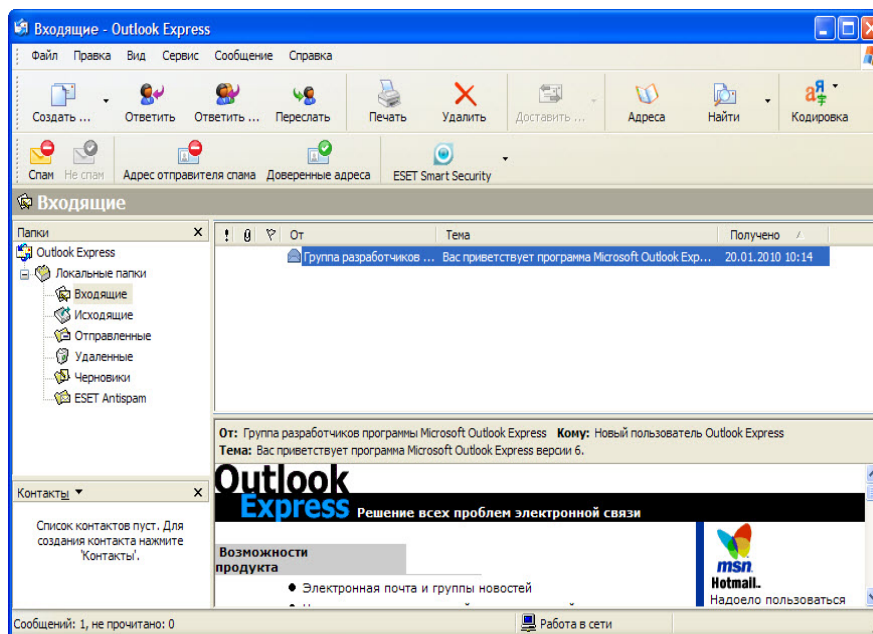 Входящие - Outlook Express
Файл Правка Вид Сервис Сообщение Справка
Создать ... Ответить Ответить ... Переслать Печать Удалить Доставить ... Адреса Найти Кодировка
Спам Не спам Адрес отправителя спама Доверенные адреса ESET Smart Security
Входящие
Папки
Outlook Express
Локальные папки
Входящие
Исходящие
Отправленные
Удаленные
Черновики
ESET Antispam
От Тема Получено
Группа разработчиков ... Вас приветствует программа Microsoft Outlook Exp... 20.01.2010 10:14
От: Группа разработчиков программы Microsoft Outlook Express Кому: Новый пользователь Outlook Express
Тема: Вас приветствует программа Microsoft Outlook Express версии 6.
Контакты
Список контактов пуст. Для
создания контакта нажмите
'Контакты'.
Outlook
Express Решение всех проблем электронной связи
Возможности
продукта
Электронная почта и группы новостей
msn
Hotmail.
Надоело пользоваться
Сообщений: 1, не прочитано: 0 Работа в сети